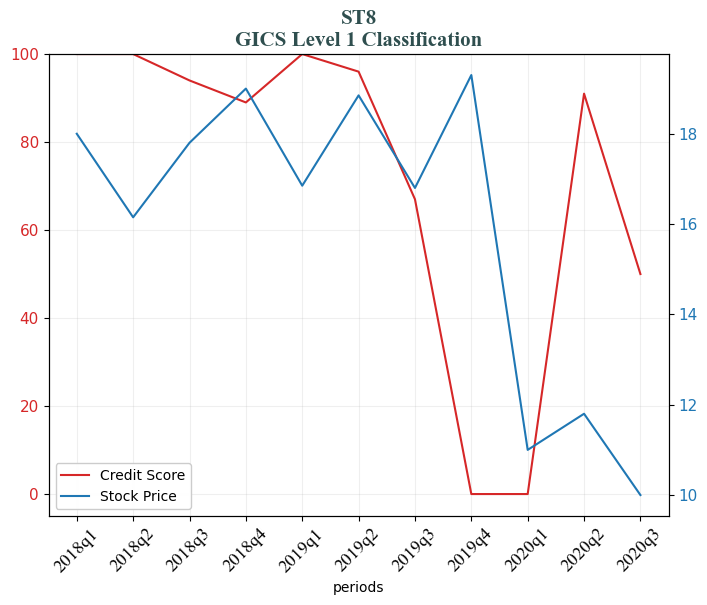 ST8
GICS Level 1 Classification
100
80
60
40
20
0
18
16
14
12
10
Credit Score
Stock Price
2018q1
2018q2
2018q3
2018q4
2019q1
2019q2
2019q3
2019q4
2020q1
2020q2
2020q3
periods